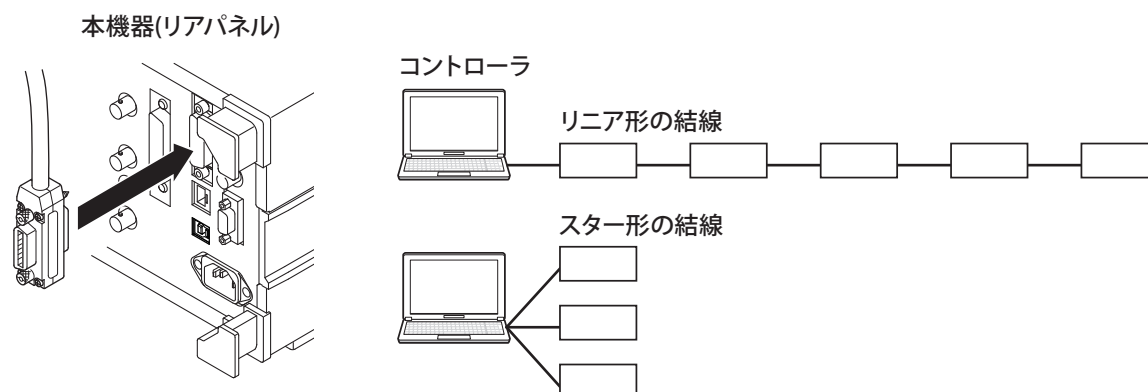 本機器(リアパネル)
コントローラ
リニア形の結線
スター形の結線